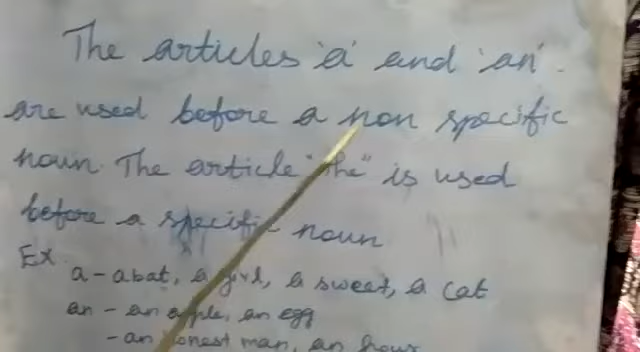 The articles 'a' and 'an'
are used before a non specific
noun. The article "the" is used
before a specific noun
Ex
a - a bat, a girl, a sweet, a cat
an - an apple, an egg
- an honest man, an hour